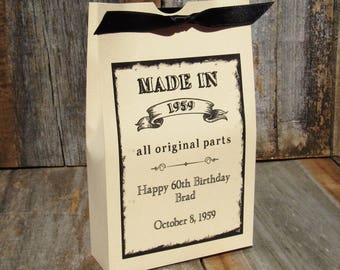 MADE IN
1959
all original parts
Happy 60th Birthday
Brad
October 8, 1959